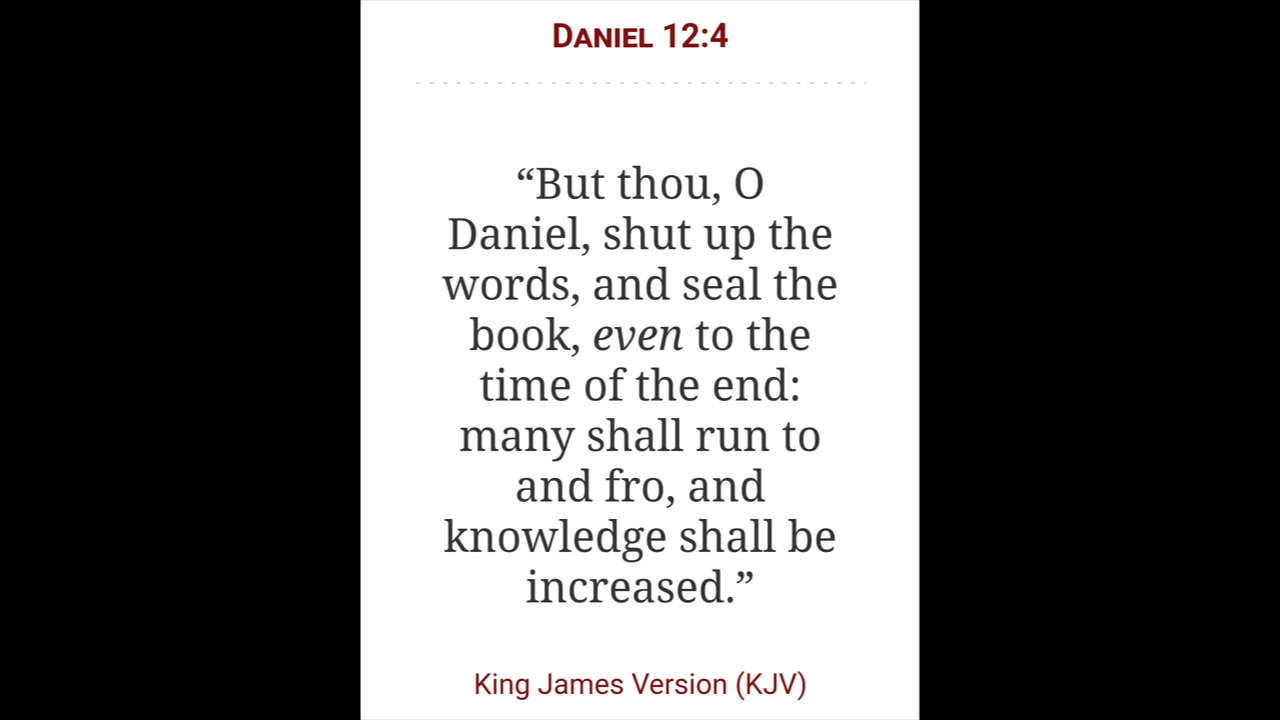 Daniel 12:4
“But thou, O
Daniel, shut up the
words, and seal the
book, even to the
time of the end:
many shall run to
and fro, and
knowledge shall be
increased.”
King James Version (KJV)